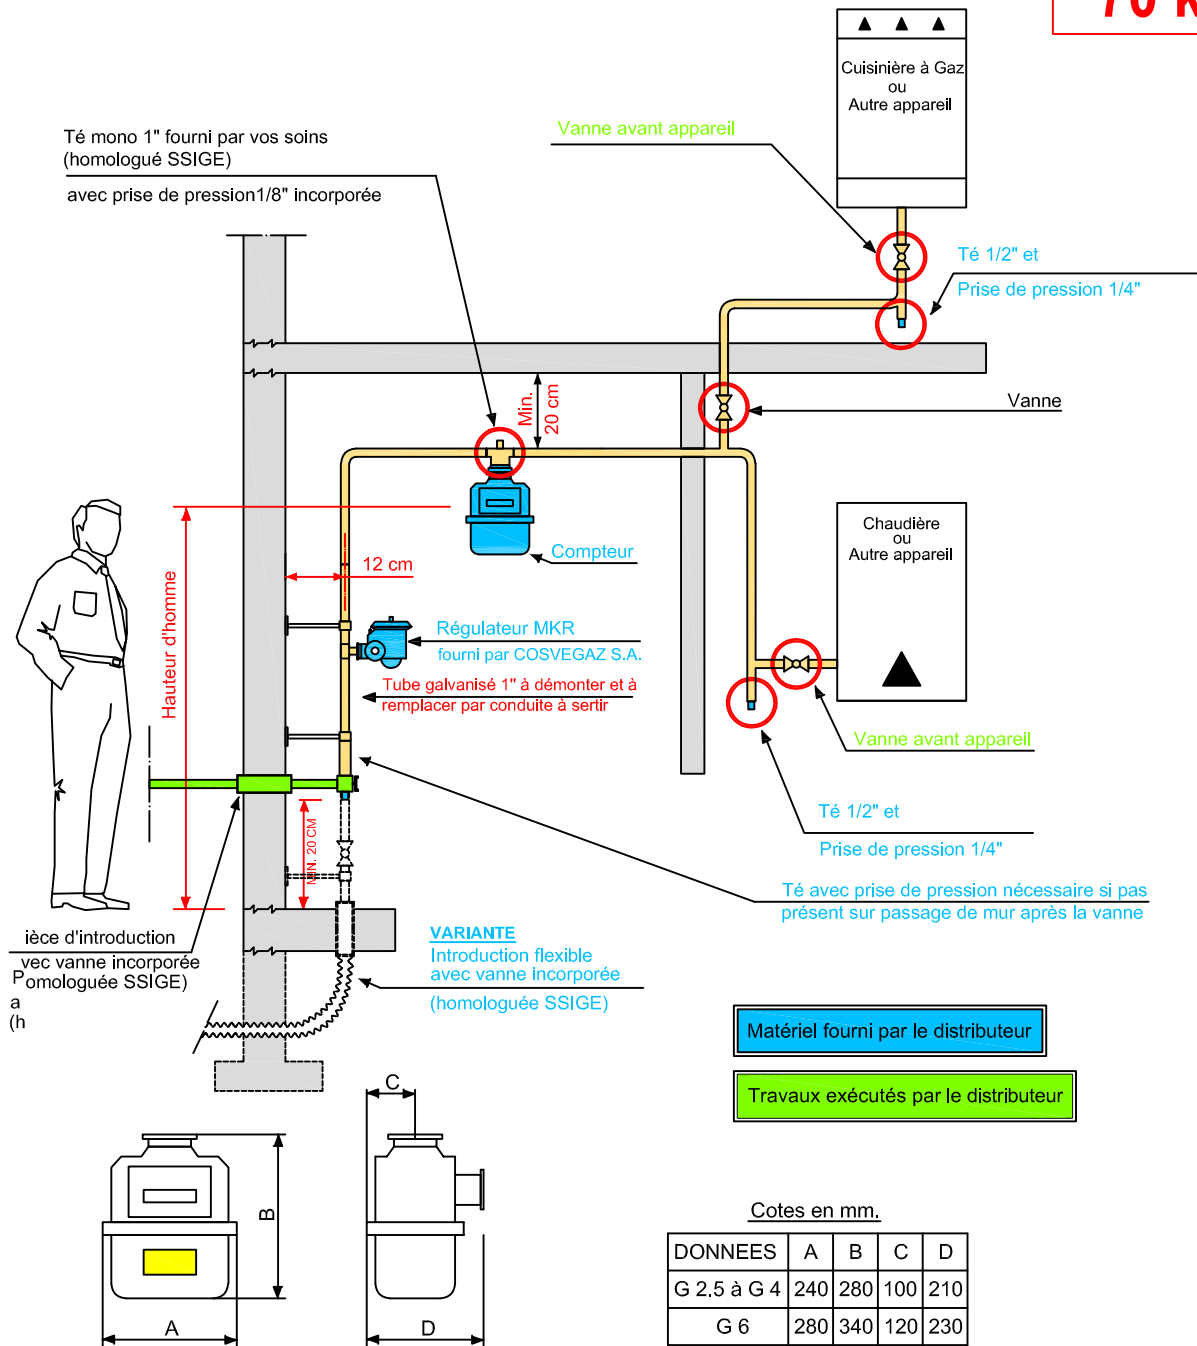 70 k
Cuisinière à Gaz
ou
Autre appareil
Té mono 1" fourni par vos soins
(homologué SSIGE)
avec prise de pression1/8" incorporée
Vanne avant appareil
Té 1/2" et
Prise de pression 1/4"
Min.
20 cm
Vanne
Compteur
Chaudière
ou
Autre appareil
12 cm
Hauteur d'homme
Régulateur MKR
fourni par COSVEGAZ S.A.
Tube galvanisé 1" à démonter et à
remplacer par conduite à sertir
Vanne avant appareil
MIN. 20 CM
Té 1/2" et
Prise de pression 1/4"
Té avec prise de pression nécessaire si pas
présent sur passage de mur après la vanne
ièce d'introduction
vec vanne incorporée
Pomologuée SSIGE)
a
(h
VARIANTE
Introduction flexible
avec vanne incorporée
(homologuée SSIGE)
Matériel fourni par le distributeur
Travaux exécutés par le distributeur
C
B
A
D
Cotes en mm.
DONNEES A B C D
G 2.5 à G 4 240 280 100 210
G 6 280 340 120 230